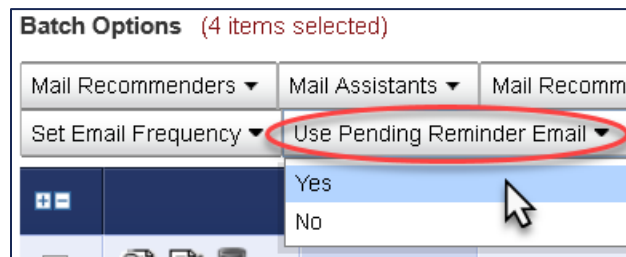 Batch Options (4 items selected)
Mail Recommenders ▼ Mail Assistants ▼ Mail Recomm
Set Email Frequency ▼ Use Pending Reminder Email ▼
Yes
No